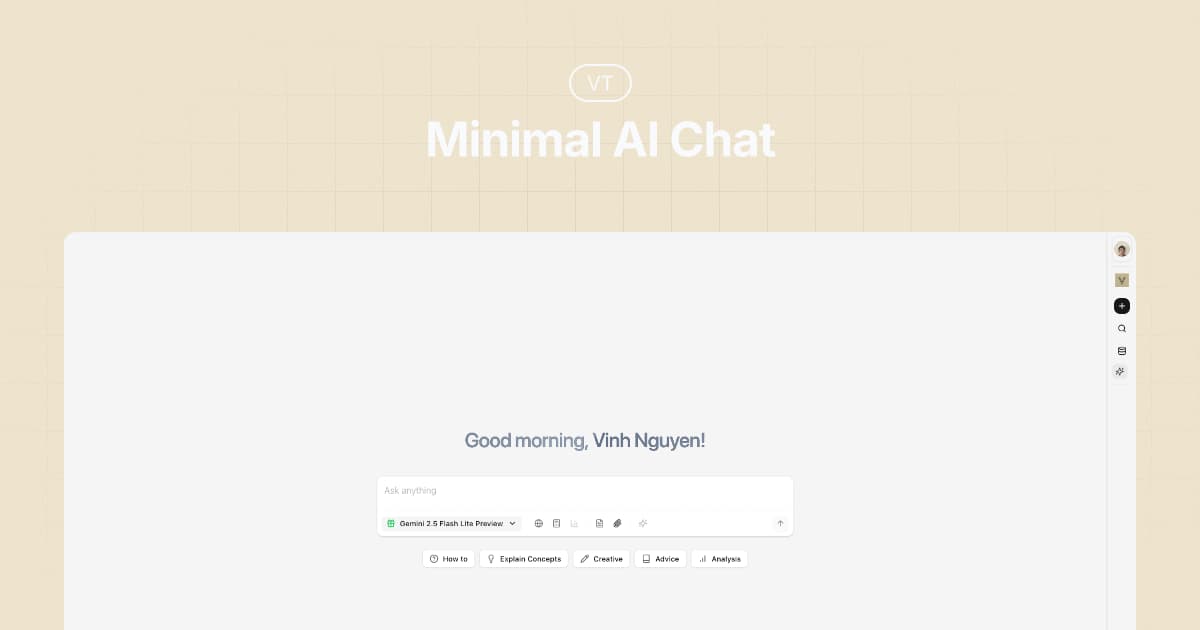 VT
Minimal AI Chat
Good morning, Vinh Nguyen!
Ask anything
Gemini 2.5 Flash Lite Preview
How to
Explain Concepts
Creative
Advice
Analysis
V